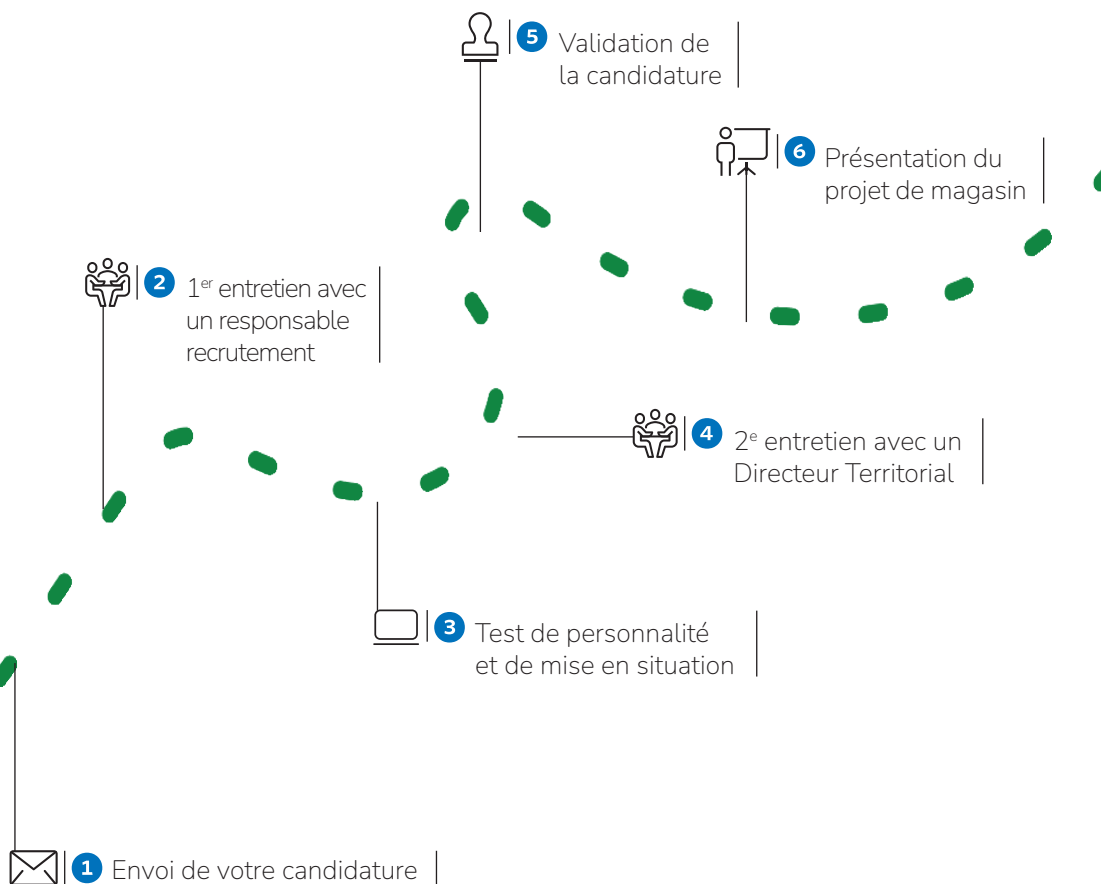 5 Validation de
la candidature
6 Présentation du
projet de magasin
2 1er entretien avec
un responsable
recrutement
4 2e entretien avec un
Directeur Territorial
3 Test de personnalité
et de mise en situation
1 Envoi de votre candidature